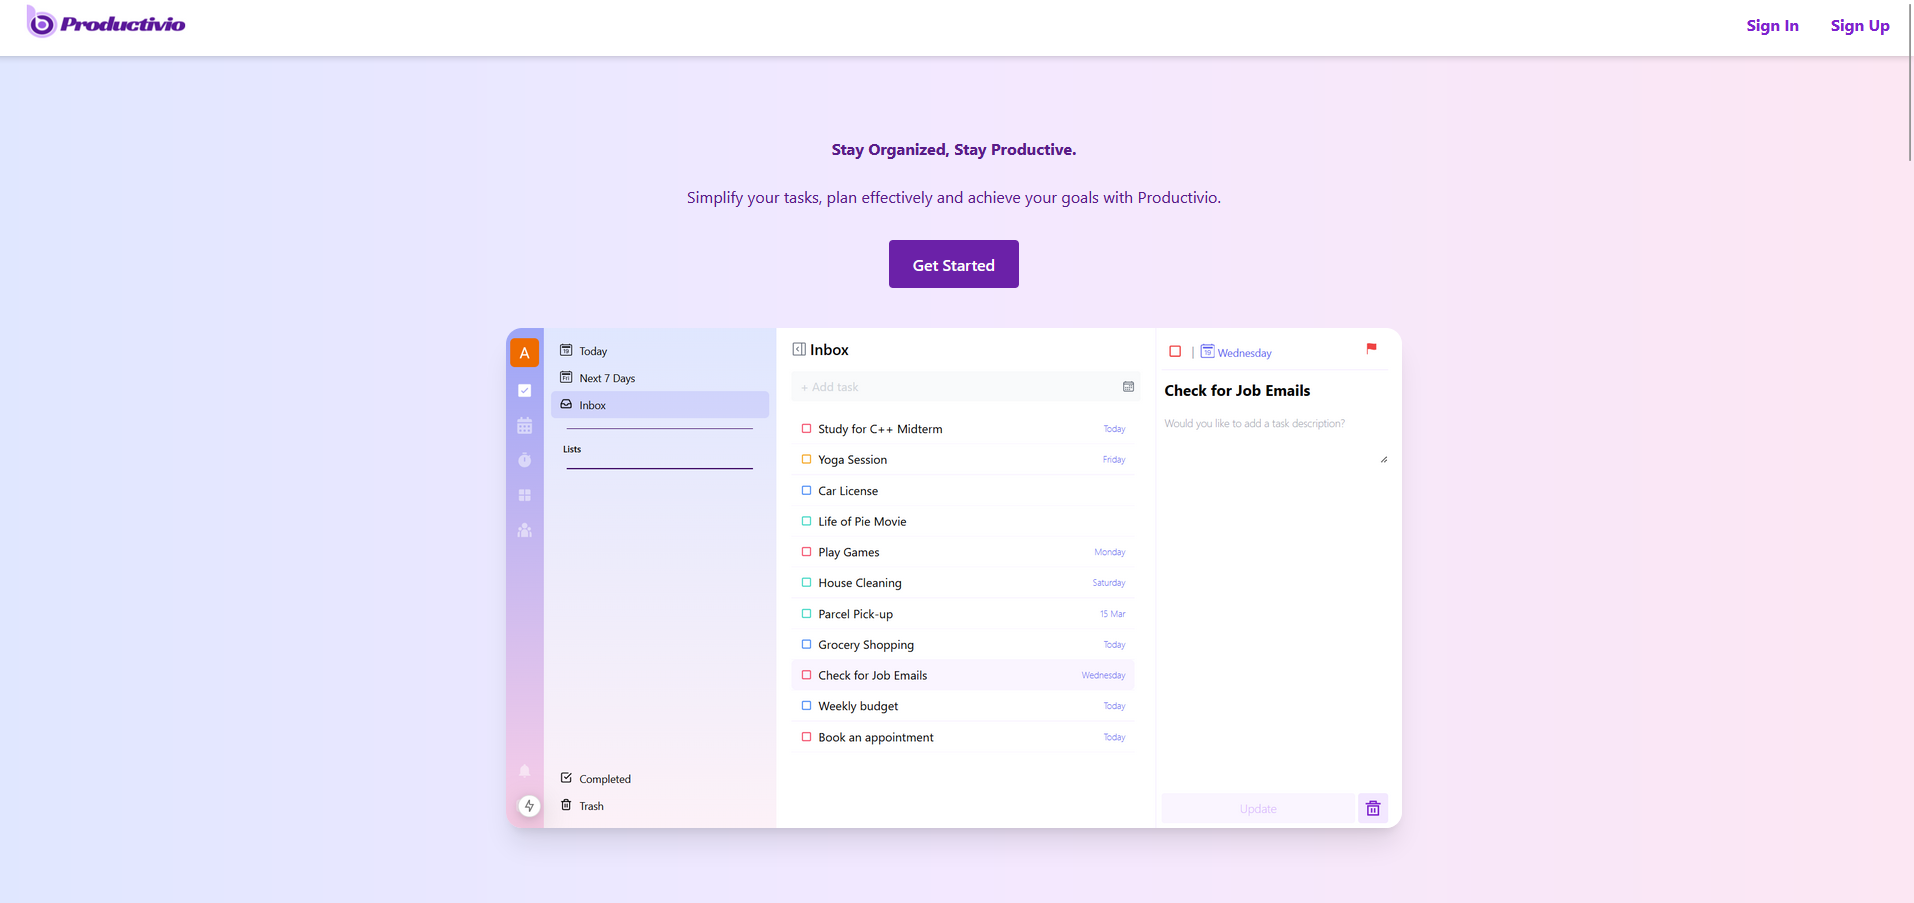 Productivio
Sign In
Sign Up
Stay Organized, Stay Productive.
Simplify your tasks, plan effectively and achieve your goals with Productivio.
Get Started
A
19 Today
Fri Next 7 Days
Inbox
Lists
Completed
Trash
Inbox
+ Add task
Study for C++ Midterm Today
Yoga Session Friday
Car License
Life of Pie Movie
Play Games Monday
House Cleaning Saturday
Parcel Pick-up 15 Mar
Grocery Shopping Today
Check for Job Emails Wednesday
Weekly budget Today
Book an appointment Today
| 19 Wednesday
Check for Job Emails
Would you like to add a task description?
Update